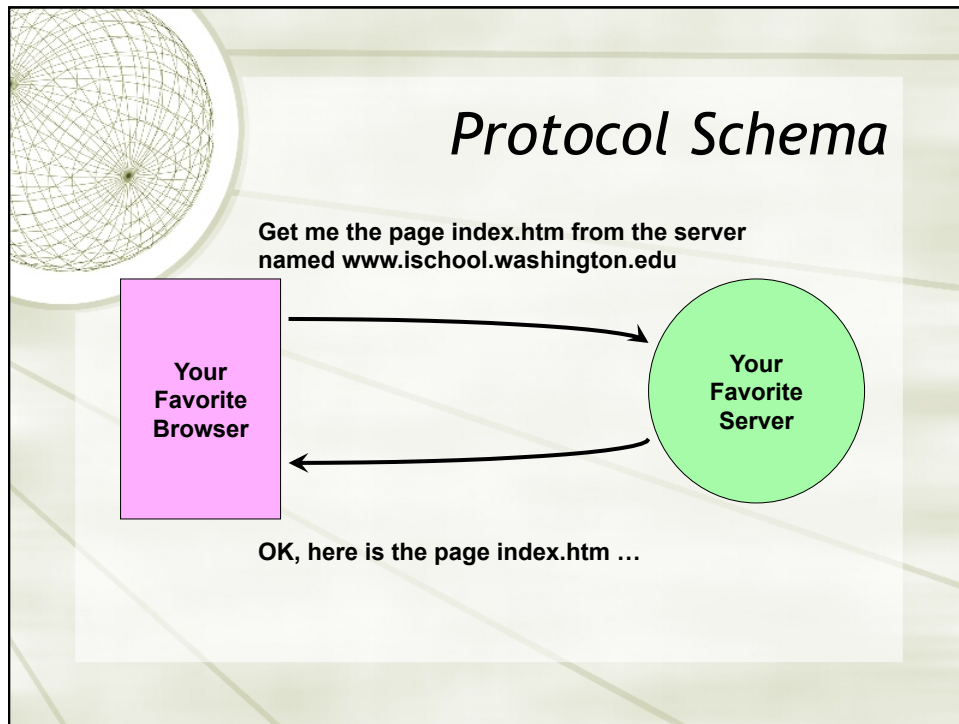 Protocol Schema
Get me the page index.htm from the server
named www.ischool.washington.edu
Your
Favorite
Browser
Your
Favorite
Server
OK, here is the page index.htm …